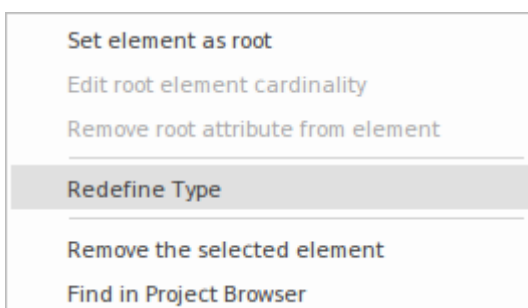 Set element as root
Edit root element cardinality
Remove root attribute from element
Redefine Type
Remove the selected element
Find in Project Browser